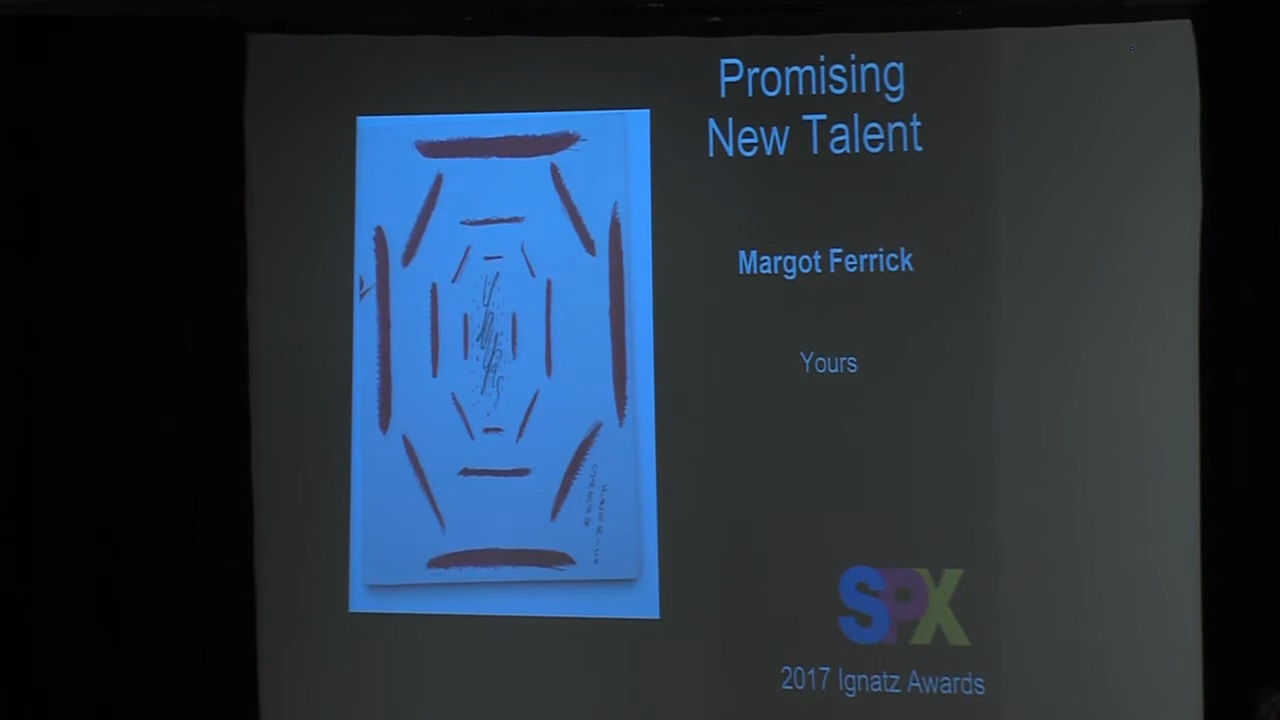 Promising
New Talent
Margot Ferrick
Yours
SPX
2017 Ignatz Awards